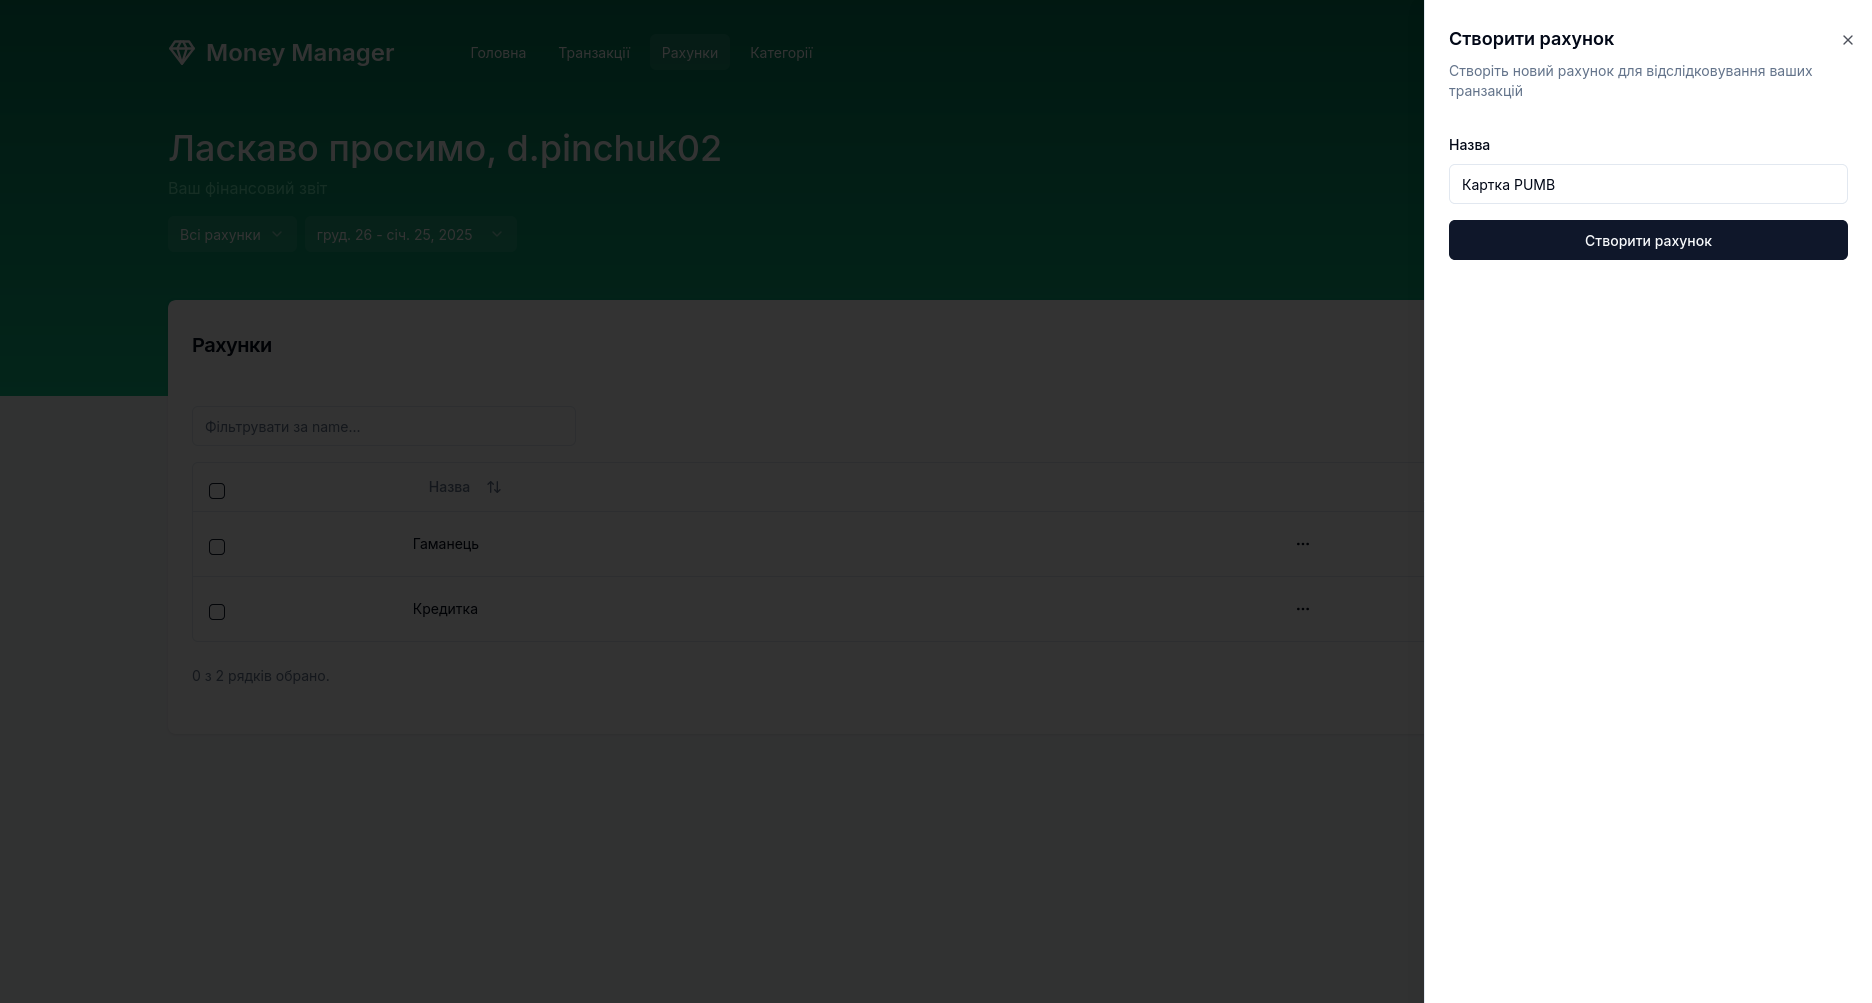 Money Manager
Головна
Транзакції
Рахунки
Категорії
Ласкаво просимо, d.pinchuk02
Ваш фінансовий звіт
Всі рахунки
груд. 26 - січ. 25, 2025
Рахунки
Фільтрувати за name...
Назва
Гаманець
Кредитка
0 з 2 рядків обрано.
Створити рахунок
Створіть новий рахунок для відслідковування ваших
транзакцій
Назва
Картка PUMB
Створити рахунок